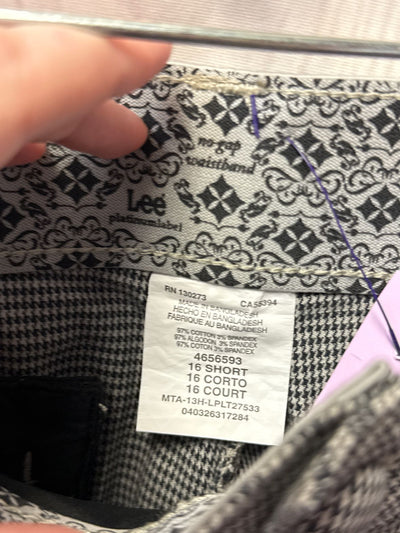 no gap
waistband
Lee
platinumlabel
RN 130273 CA55394
MADE IN BANGLADESH
HECHO EN BANGLADESH
FABRIQUE AU BANGLADESH
97% COTTON 3% SPANDEX
97% ALGODON 3% SPANDEX
97% COTON 3% SPANDEX
4656593
16 SHORT
16 CORTO
16 COURT
MTA-13H-LPLT27533
040326317284